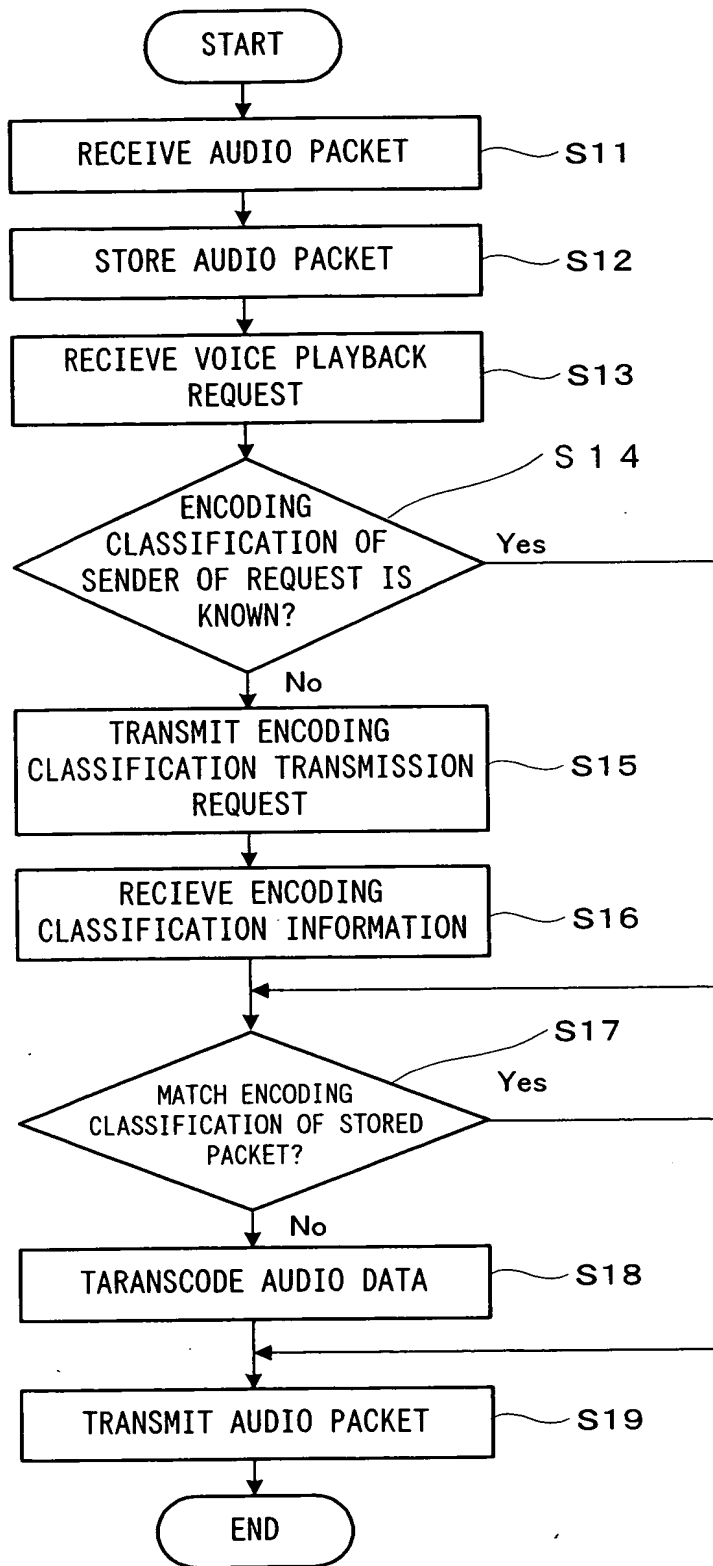 START
RECEIVE AUDIO PACKET
S11
STORE AUDIO PACKET
S12
RECIEVE VOICE PLAYBACK
REQUEST
S13
S14
ENCODING
CLASSIFICATION OF
SENDER OF REQUEST IS
KNOWN?
Yes
No
TRANSMIT ENCODING
CLASSIFICATION TRANSMISSION
REQUEST
S15
RECIEVE ENCODING
CLASSIFICATION INFORMATION
S16
S17
MATCH ENCODING
CLASSIFICATION OF STORED
PACKET?
Yes
No
TARANSCODE AUDIO DATA
S18
TRANSMIT AUDIO PACKET
S19
END